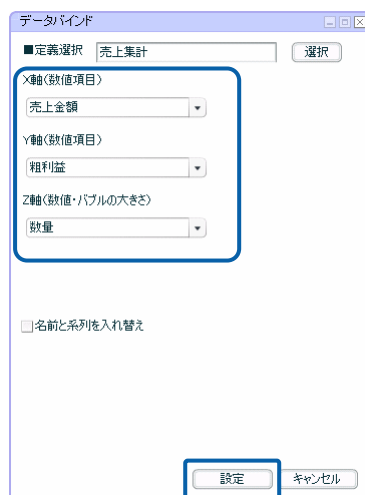 データバインド
■定義選択 売上集計 選択
X軸(数値項目)
売上金額
Y軸(数値項目)
粗利益
Z軸(数値・バブルの大きさ)
数量
名前と系列を入れ替え
設定 キャンセル